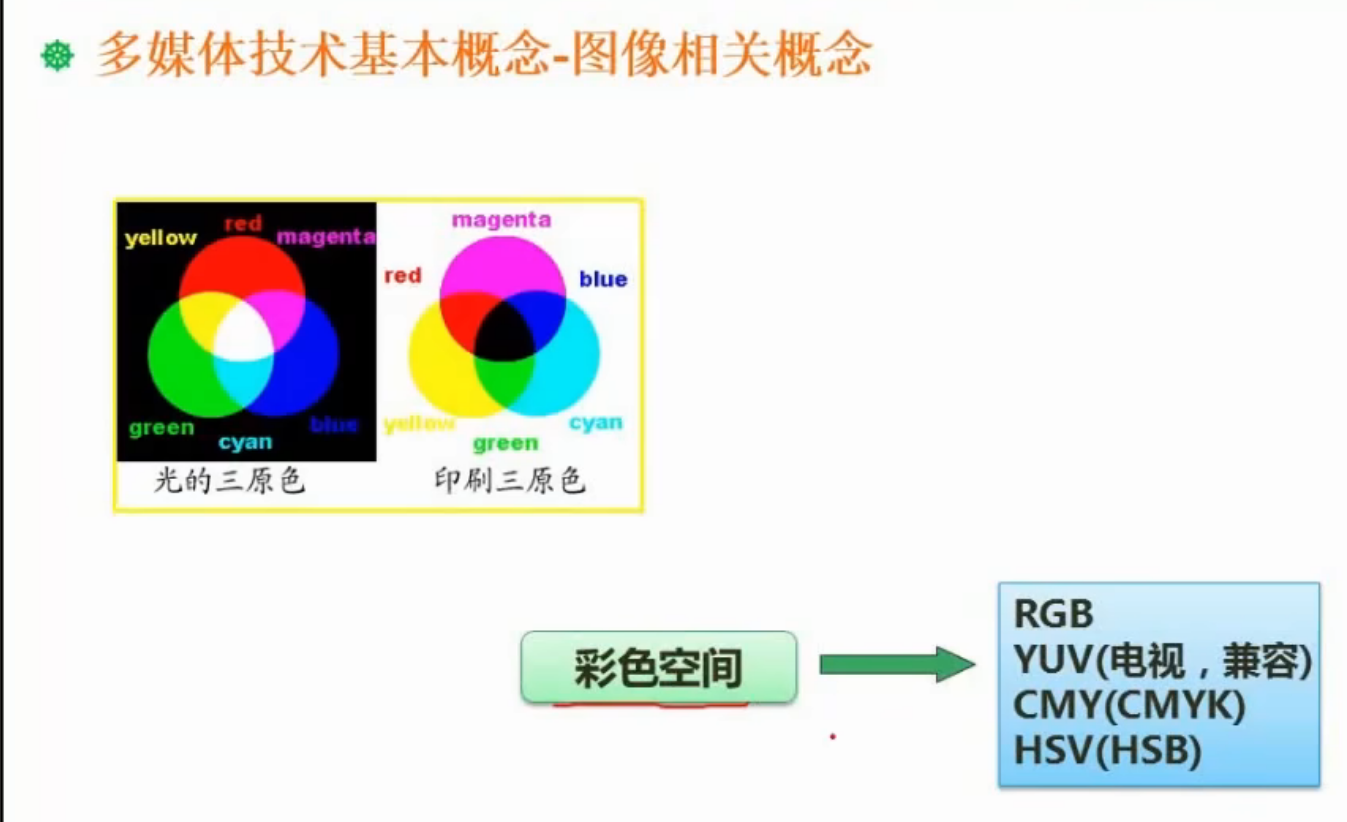 多媒体技术基本概念-图像相关概念
yellow
red
magenta
green
cyan
blue
光的三原色
magenta
red
blue
yellow
cyan
green
印刷三原色
彩色空间
RGB
YUV(电视，兼容)
CMY(CMYK)
HSV(HSB)